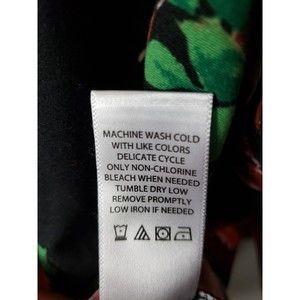 MACHINE WASH COLD
WITH LIKE COLORS
DELICATE CYCLE
ONLY NON-CHLORINE
BLEACH WHEN NEEDED
TUMBLE DRY LOW
REMOVE PROMPTLY
LOW IRON IF NEEDED